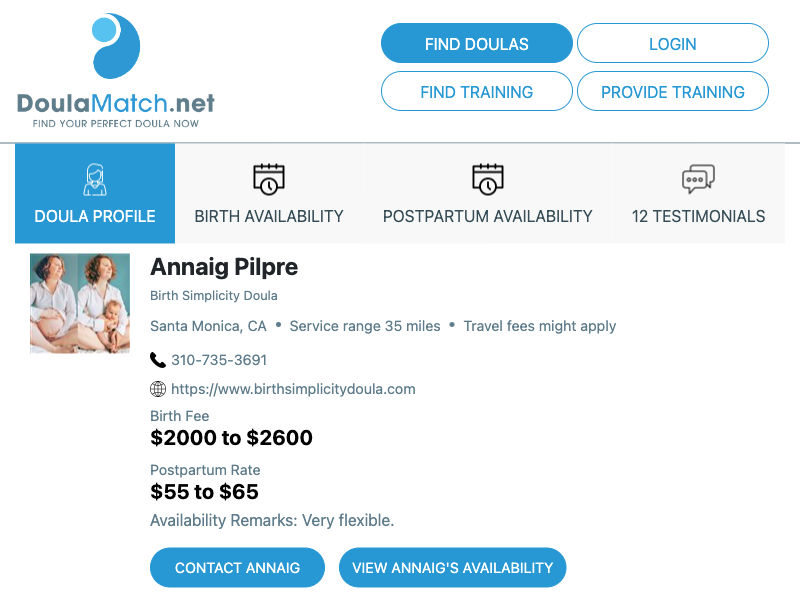 DoulaMatch.net
FIND YOUR PERFECT DOULA NOW
FIND DOULAS
LOGIN
FIND TRAINING
PROVIDE TRAINING
DOULA PROFILE
BIRTH AVAILABILITY
POSTPARTUM AVAILABILITY
12 TESTIMONIALS
Annaig Pilpre
Birth Simplicity Doula
Santa Monica, CA • Service range 35 miles • Travel fees might apply
310-735-3691
https://www.birthsimplicitydoula.com
Birth Fee
$2000 to $2600
Postpartum Rate
$55 to $65
Availability Remarks: Very flexible.
CONTACT ANNAIG
VIEW ANNAIG'S AVAILABILITY